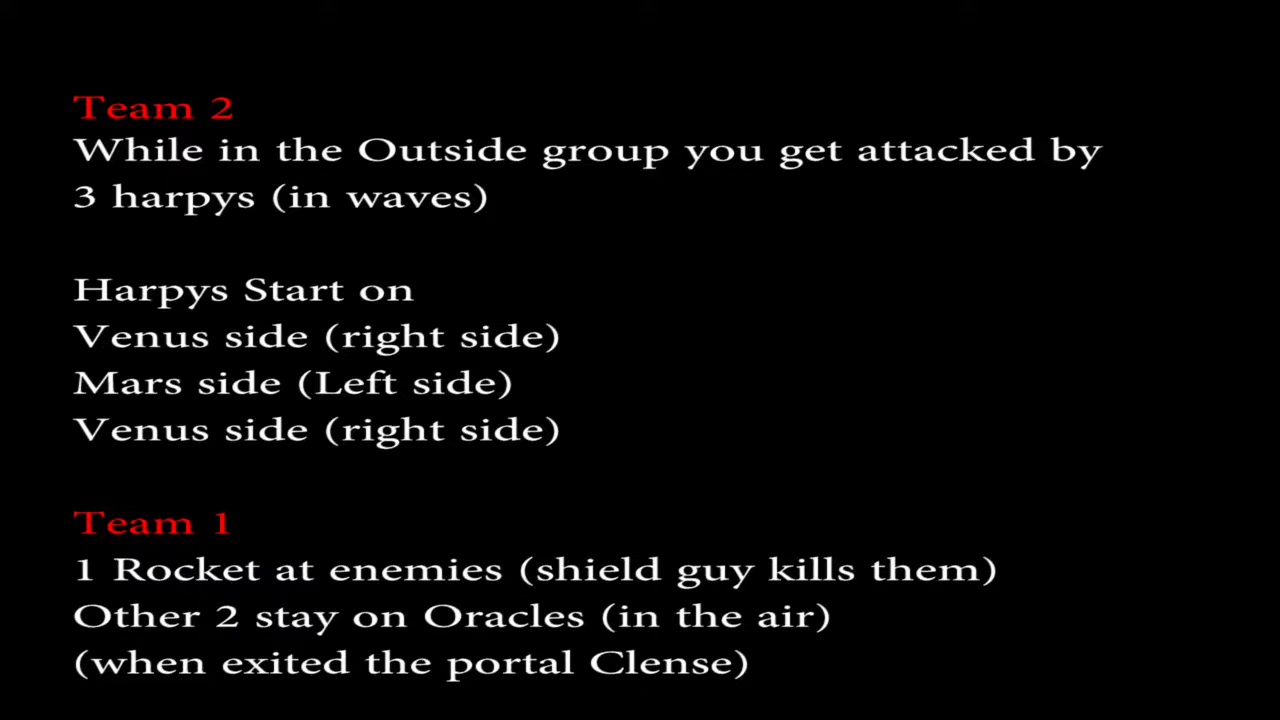 Team 2
While in the Outside group you get attacked by
3 harpys (in waves)
Harpys Start on
Venus side (right side)
Mars side (Left side)
Venus side (right side)
Team 1
1 Rocket at enemies (shield guy kills them)
Other 2 stay on Oracles (in the air)
(when exited the portal Clense)